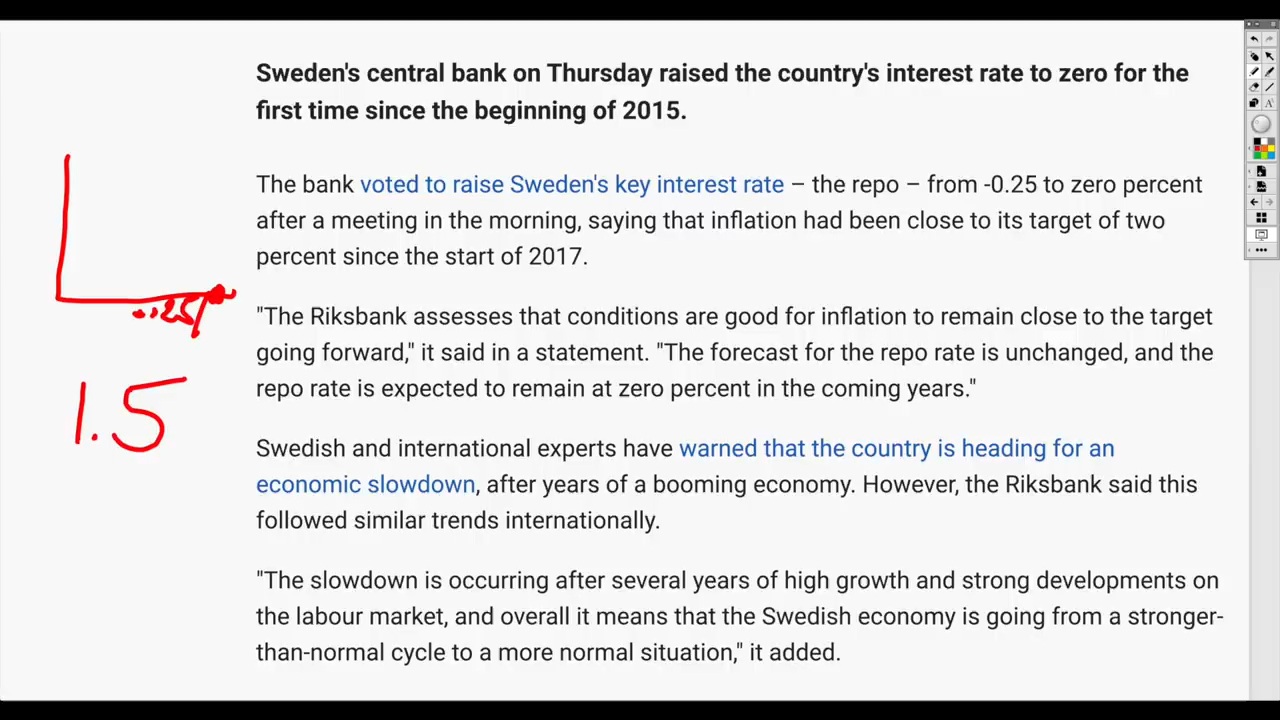 Sweden's central bank on Thursday raised the country's interest rate to zero for the
first time since the beginning of 2015.
The bank voted to raise Sweden's key interest rate – the repo – from -0.25 to zero percent
after a meeting in the morning, saying that inflation had been close to its target of two
percent since the start of 2017.
"The Riksbank assesses that conditions are good for inflation to remain close to the target
going forward," it said in a statement. "The forecast for the repo rate is unchanged, and the
repo rate is expected to remain at zero percent in the coming years."
1.5
Swedish and international experts have warned that the country is heading for an
economic slowdown, after years of a booming economy. However, the Riksbank said this
followed similar trends internationally.
"The slowdown is occurring after several years of high growth and strong developments on
the labour market, and overall it means that the Swedish economy is going from a stronger-
than-normal cycle to a more normal situation," it added.